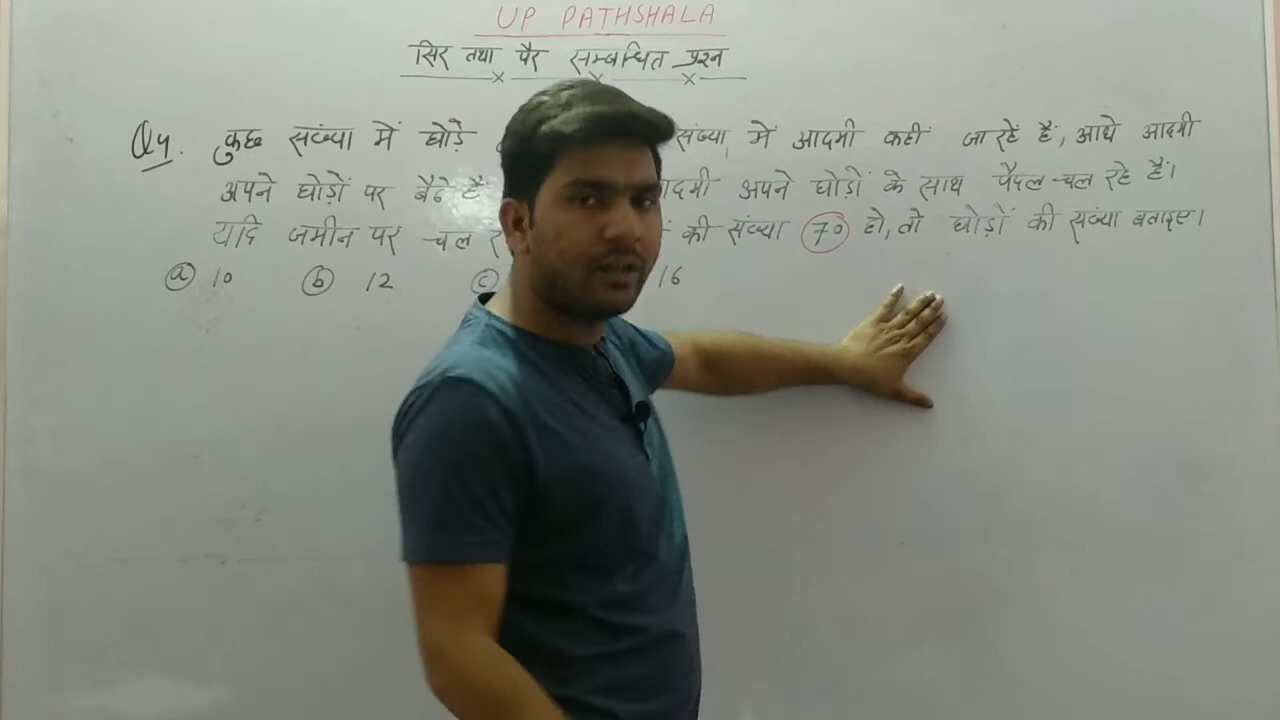 UP PATHSHALA
सिर तथा पैर सम्बन्धित प्रश्न
Q4. कुछ संख्या में घोड़े संख्या में आदमी कहीं जा रहें हैं, आधे आदमी
अपने घोड़ों पर बैठे हैं आदमी अपने घोड़ों के साथ पैदल चल रहे हैं।
यदि जमीन पर चल की संख्या 70 हो, तो घोड़ों की संख्या बताइए।
(a) 10 (b) 12 (c) 16